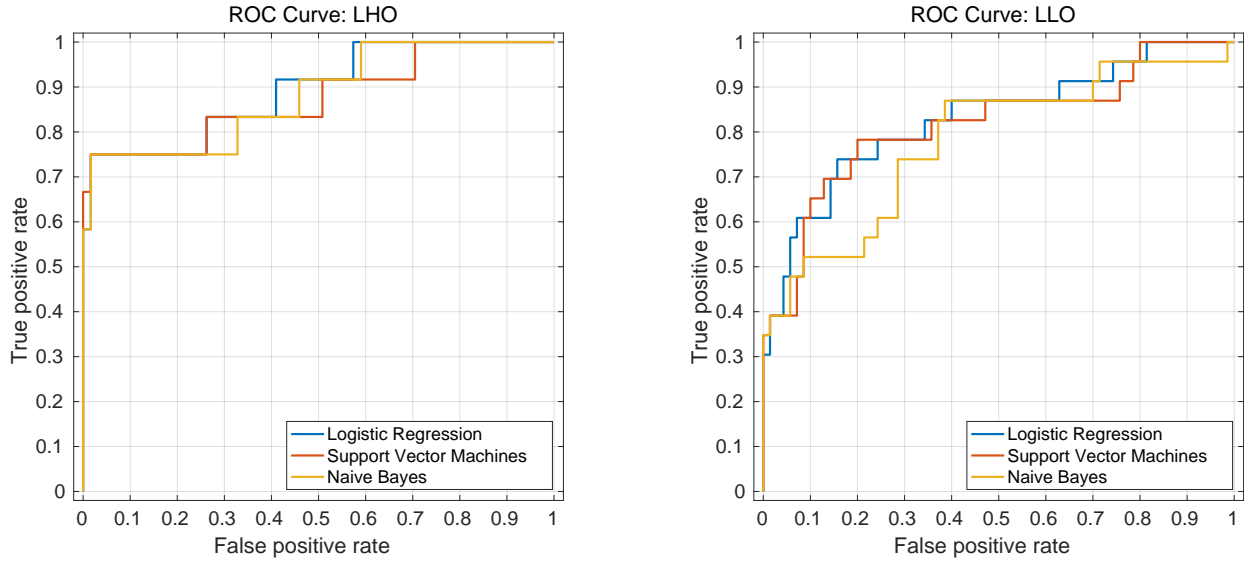 ROC Curve: LHO
1
0.9
0.8
0.7
0.6
0.5
0.4
0.3
0.2
0.1
0
True positive rate
Logistic Regression
Support Vector Machines
Naive Bayes
0 0.1 0.2 0.3 0.4 0.5 0.6 0.7 0.8 0.9 1
False positive rate
ROC Curve: LLO
1
0.9
0.8
0.7
0.6
0.5
0.4
0.3
0.2
0.1
0
True positive rate
Logistic Regression
Support Vector Machines
Naive Bayes
0 0.1 0.2 0.3 0.4 0.5 0.6 0.7 0.8 0.9 1
False positive rate